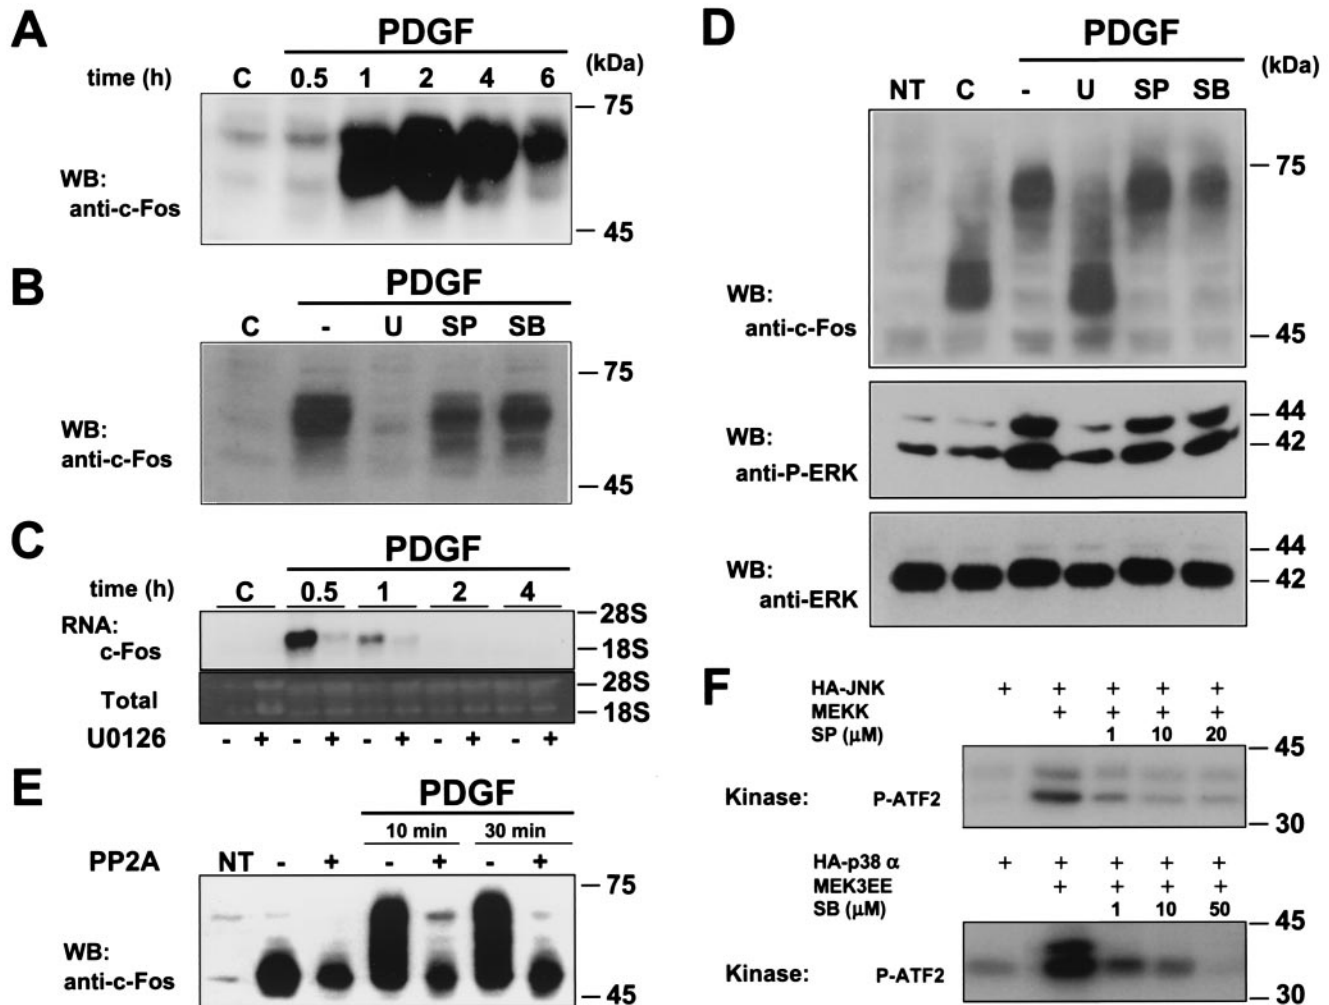 A
PDGF
time (h) C 0.5 1 2 4 6 (kDa)
75
WB:
anti-c-Fos
45
B
PDGF
C - U SP SB
75
WB:
anti-c-Fos
45
C
PDGF
time (h) C 0.5 1 2 4
28S
RNA:
c-Fos
18S
28S
Total
18S
U0126 - + - + - + - + - +
E
PDGF
10 min 30 min
PP2A NT - + - + - +
75
WB:
anti-c-Fos
45
D
PDGF
(kDa)
NT C - U SP SB
75
WB:
anti-c-Fos
45
44
WB:
42
anti-P-ERK
44
WB:
42
anti-ERK
F
HA-JNK + + + + +
MEKK + + + +
SP (μM) 1 10 20
45
Kinase: P-ATF2
30
HA-p38 α + + + + +
MEK3EE + + + +
SB (μM) 1 10 50
45
Kinase: P-ATF2
30